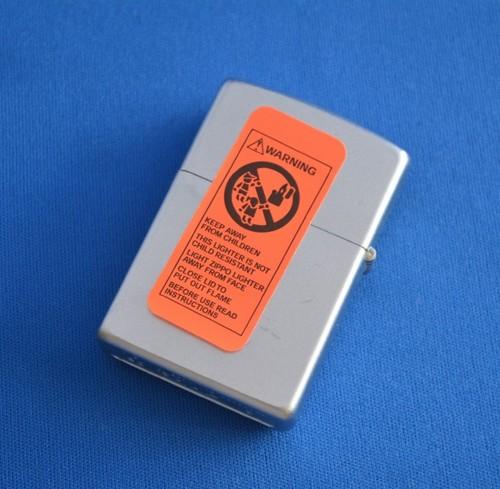 WARNING
KEEP AWAY
FROM CHILDREN
THIS LIGHTER IS NOT
CHILD RESISTANT
LIGHT ZIPPO LIGHTER
AWAY FROM FACE
CLOSE LID TO
PUT OUT FLAME
BEFORE USE READ
INSTRUCTIONS